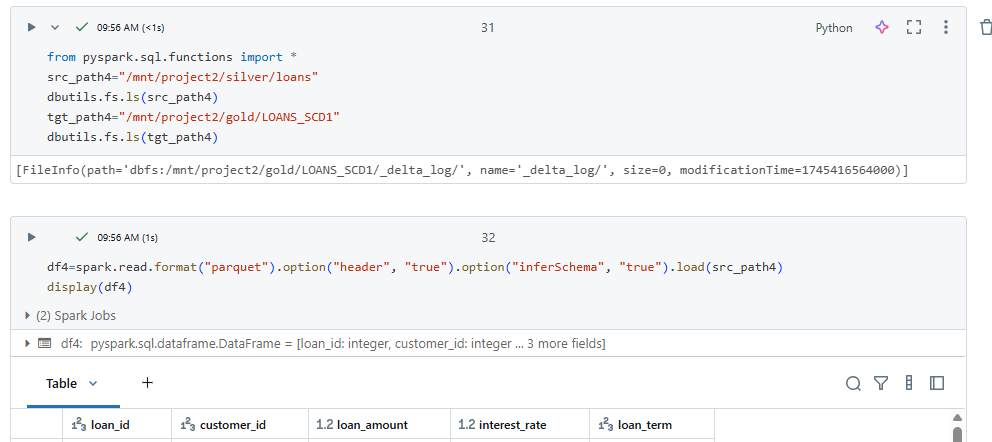 09:56 AM (<1s)
31
Python
from pyspark.sql.functions import *
src_path4="/mnt/project2/silver/loans"
dbutils.fs.ls(src_path4)
tgt_path4="/mnt/project2/gold/LOANS_SCD1"
dbutils.fs.ls(tgt_path4)
[FileInfo(path='dbfs:/mnt/project2/gold/LOANS_SCD1/_delta_log/', name='_delta_log/', size=0, modificationTime=1745416564000)]
09:56 AM (1s)
32
df4=spark.read.format("parquet").option("header", "true").option("inferSchema", "true").load(src_path4)
display(df4)
(2) Spark Jobs
df4: pyspark.sql.dataframe.DataFrame = [loan_id: integer, customer_id: integer ... 3 more fields]
Table
+
123 loan_id 123 customer_id 1.2 loan_amount 1.2 interest_rate 123 loan_term